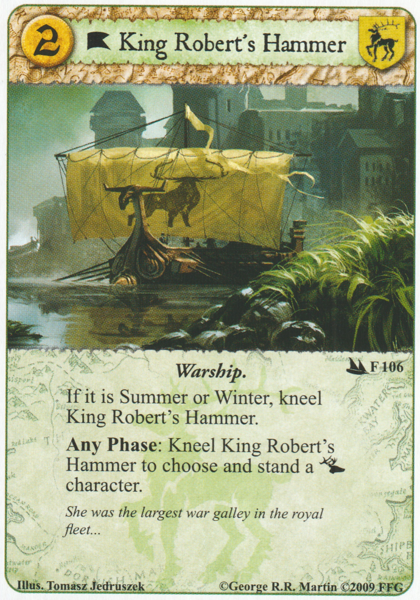 2 King Robert's Hammer
Warship.
F106
If it is Summer or Winter, kneel
King Robert's Hammer.
Any Phase: Kneel King Robert's
Hammer to choose and stand a
character.
She was the largest war galley in the royal
fleet...
Illus. Tomasz Jedruszek ©George R.R. Martin ©2009 FFG